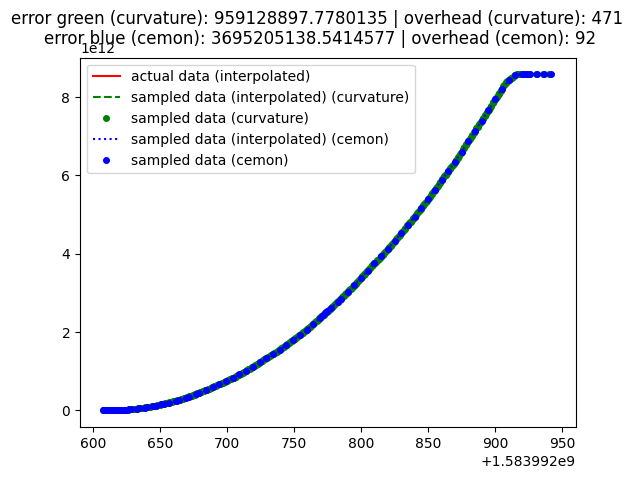 error green (curvature): 959128897.7780135 | overhead (curvature): 471
error blue (cemon): 3695205138.5414577 | overhead (cemon): 92
1e12
actual data (interpolated)
sampled data (interpolated) (curvature)
sampled data (curvature)
sampled data (interpolated) (cemon)
sampled data (cemon)
8
6
4
2
0
600 650 700 750 800 850 900 950
+1.583992e9